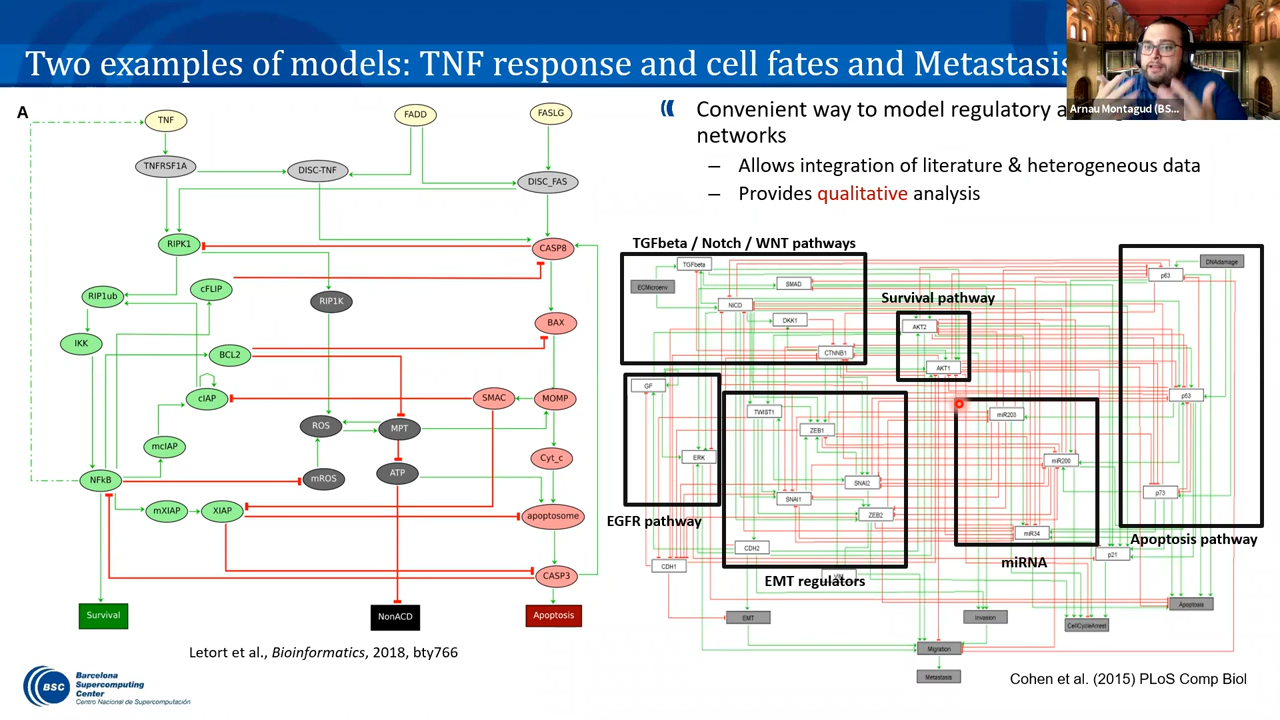 Two examples of models: TNF response and cell fates and Metastasis
Arnau Montagud (BS...
A
TNF
FADD
FASLG
TNFRSF1A
DISC-TNF
DISC_FAS
RIPK1
CASP8
cFLIP
RIP1ub
RIP1K
IKK
BAX
BCL2
cIAP
SMAC
MOMP
ROS
MPT
mcIAP
Cyt_c
NFkB
mROS
ATP
mXIAP
XIAP
apoptosome
CASP3
Survival
NonACD
Apoptosis
Letort et al., Bioinformatics, 2018, bty766
BSC
Barcelona
Supercomputing
Center
Centro Nacional de Supercomputación
Convenient way to model regulatory
networks
– Allows integration of literature & heterogeneous data
– Provides qualitative analysis
TGFbeta / Notch / WNT pathways
TGFbeta
ECMicroenv
SMAD
NICD
DKK1
CTNNB1
Survival pathway
AKT2
AKT1
DNAdamage
p63
p53
p73
Apoptosis pathway
GF
ERK
EGFR pathway
TWIST1
ZEB1
SNAI2
SNAI1
ZEB2
CDH2
EMT regulators
miR203
miR200
miR34
miRNA
CDH1
p21
EMT
Invasion
CellCycleArrest
Apoptosis
Migration
Metastasis
Cohen et al. (2015) PLoS Comp Biol